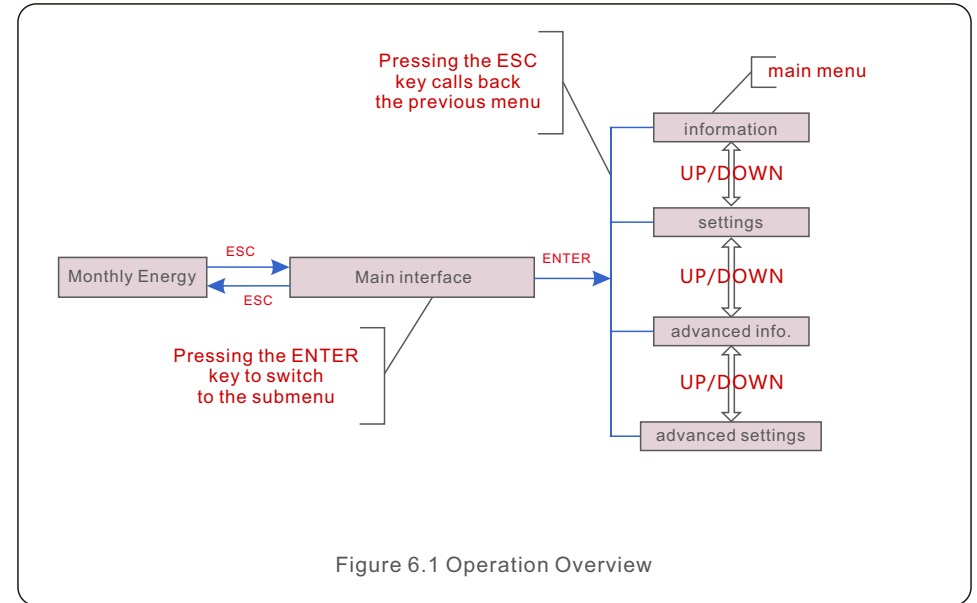 Pressing the ESC
key calls back
the previous menu
main menu
information
UP/DOWN
settings
UP/DOWN
advanced info.
UP/DOWN
advanced settings
Monthly Energy
ESC
ESC
Main interface
ENTER
Pressing the ENTER
key to switch
to the submenu
Figure 6.1 Operation Overview